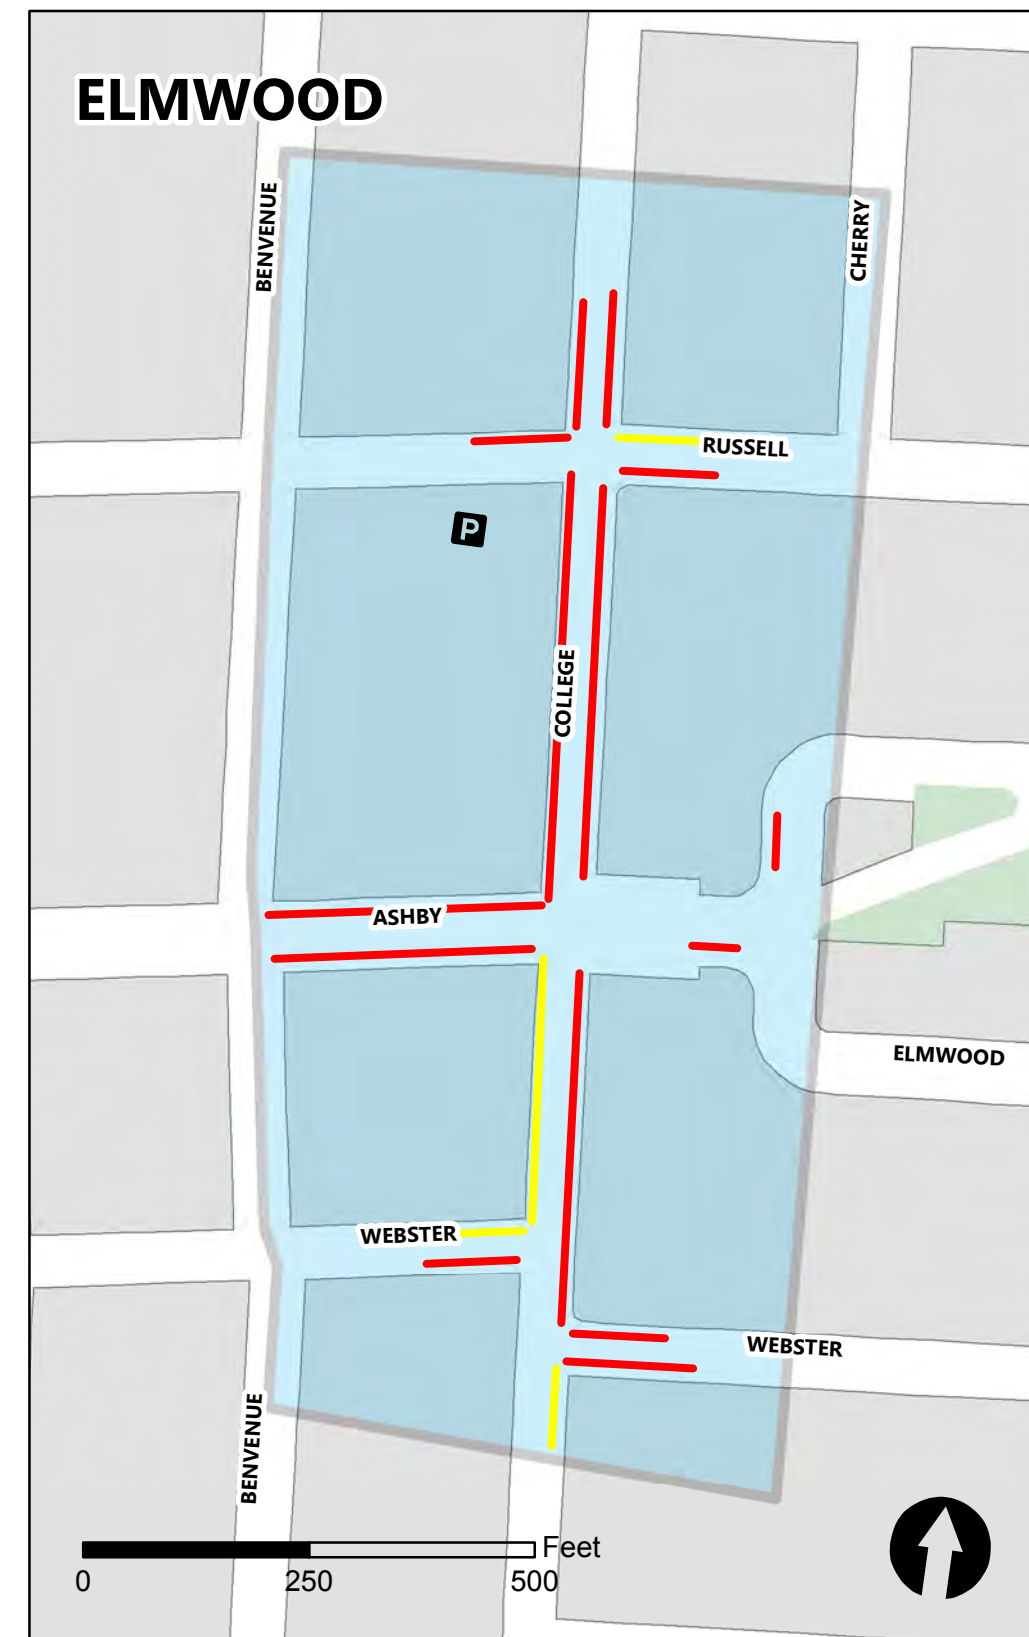 ELMWOOD
BENVENUE
CHERRY
RUSSELL
P
COLLEGE
ASHBY
ELMWOOD
WEBSTER
WEBSTER
BENVENUE
Feet
0 250 500